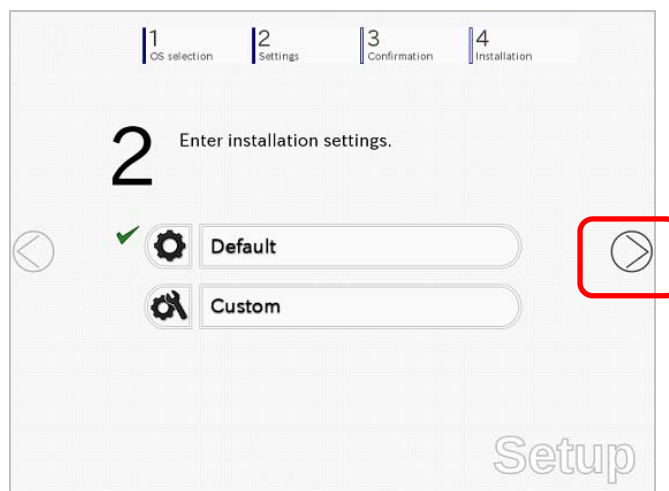 1 2 3 4
OS selection Settings Confirmation Installation
2 Enter installation settings.
Default
Custom
Setup